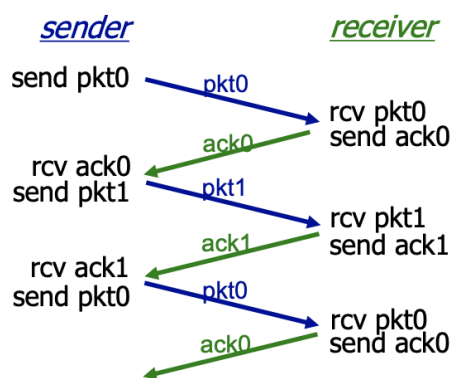 sender
receiver
send pkt0
pkt0
rcv pkt0
send ack0
ack0
rcv ack0
send pkt1
pkt1
rcv pkt1
send ack1
ack1
rcv ack1
send pkt0
pkt0
rcv pkt0
send ack0
ack0